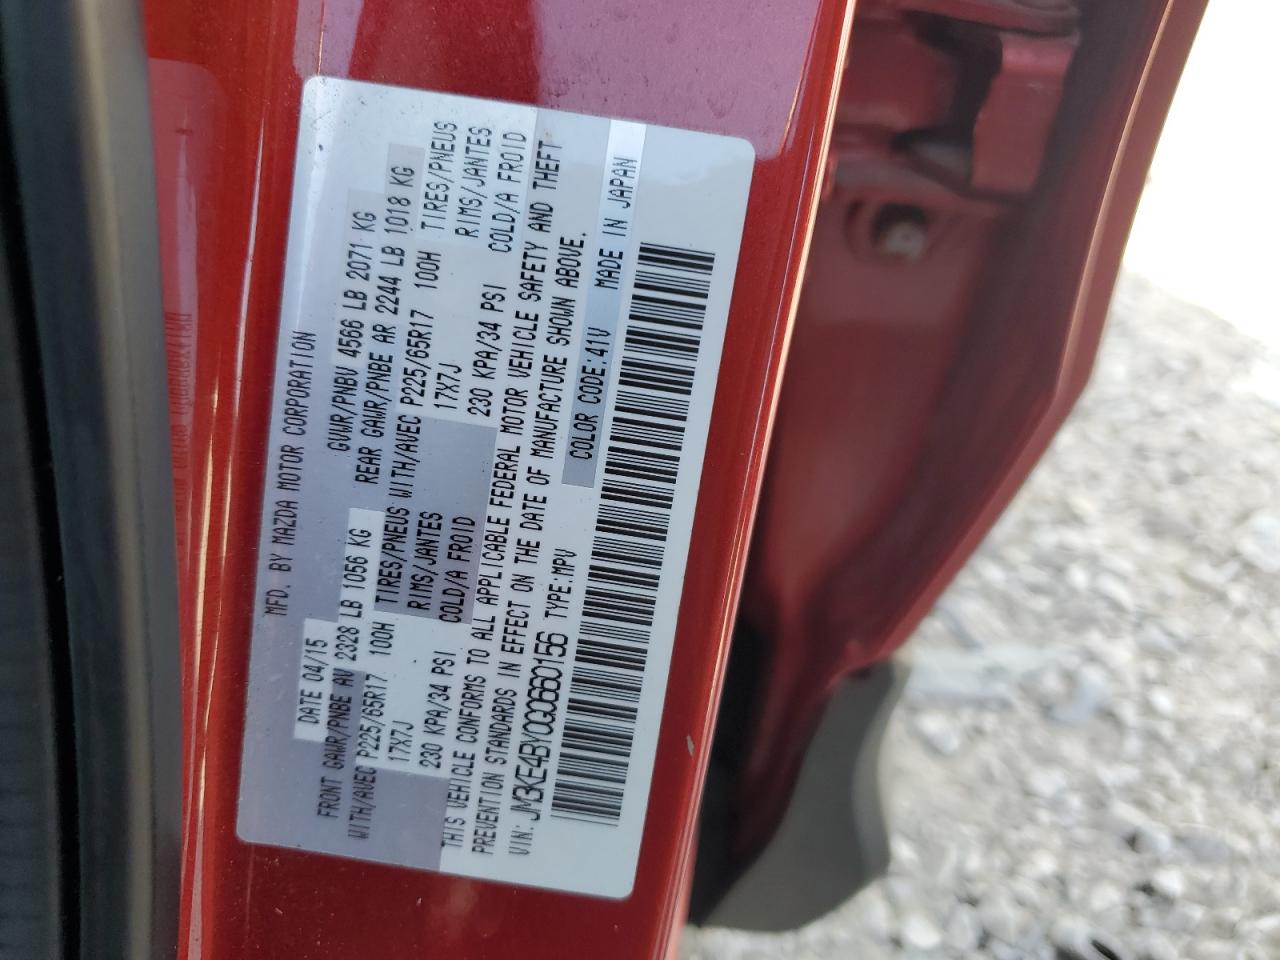 MFD. BY MAZDA MOTOR CORPORATION
DATE 04/15 GVWR/PNBV 4566 LB 2071 KG
FRONT GAWR/PNBE AV 2328 LB 1056 KG REAR GAWR/PNBE AR 2244 LB 1018 KG
WITH/AVEC P225/65R17 100H TIRES/PNEUS WITH/AVEC P225/65R17 100H TIRES/PNEUS
17X7J RIMS/JANTES 17X7J RIMS/JANTES
230 KPA/34 PSI COLD/A FROID 230 KPA/34 PSI COLD/A FROID
THIS VEHICLE CONFORMS TO ALL APPLICABLE FEDERAL MOTOR VEHICLE SAFETY AND THEFT
PREVENTION STANDARDS IN EFFECT ON THE DATE OF MANUFACTURE SHOWN ABOVE.
VIN: JM3KE4BY0G0660156 TYPE:MPV COLOR CODE:41V MADE IN JAPAN